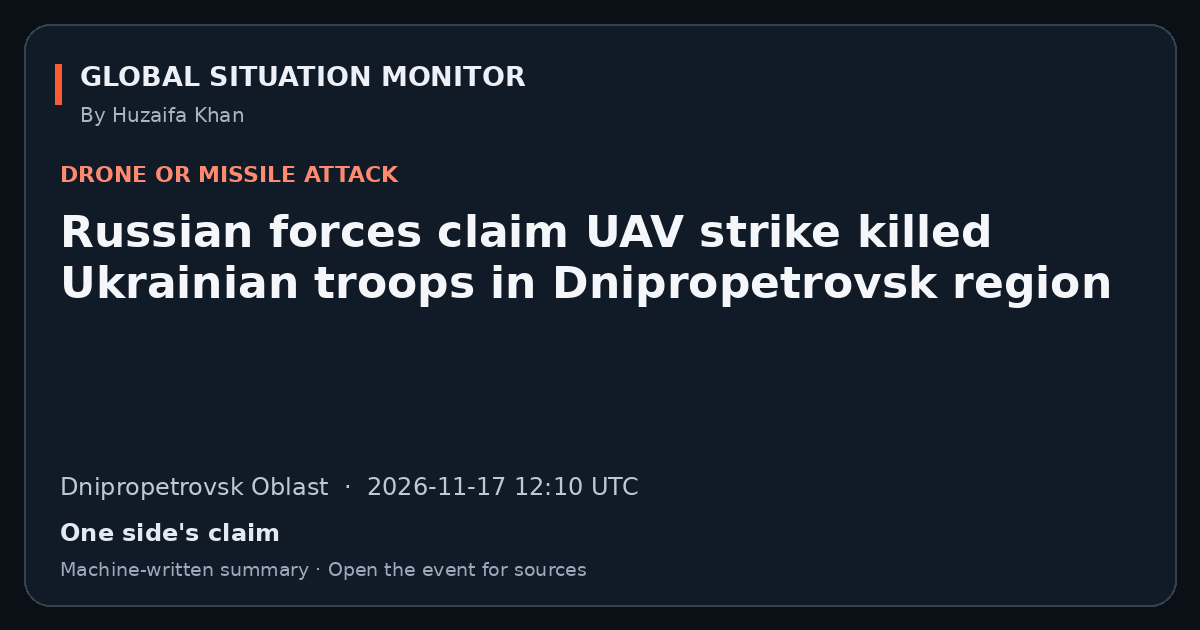 GLOBAL SITUATION MONITOR
By Huzaifa Khan
DRONE OR MISSILE ATTACK
Russian forces claim UAV strike killed
Ukrainian troops in Dnipropetrovsk region
Dnipropetrovsk Oblast · 2026-11-17 12:10 UTC
One side's claim
Machine-written summary · Open the event for sources